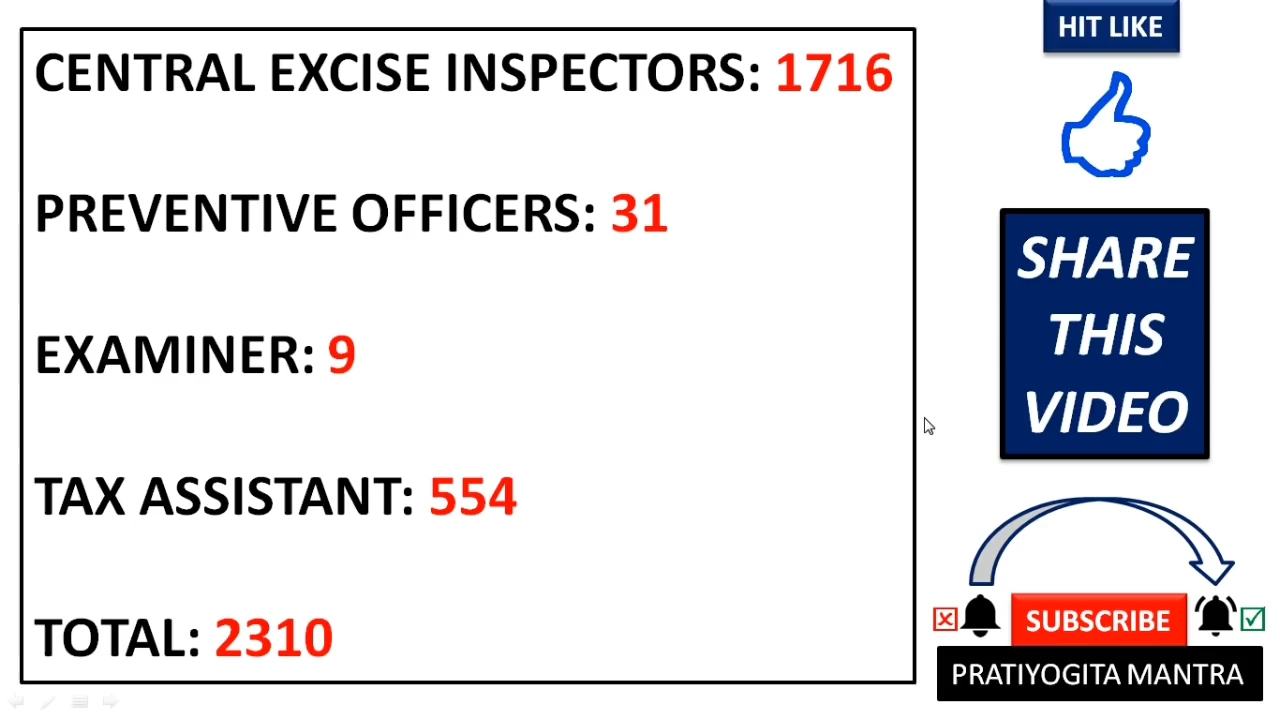 CENTRAL EXCISE INSPECTORS: 1716
PREVENTIVE OFFICERS: 31
EXAMINER: 9
TAX ASSISTANT: 554
TOTAL: 2310
HIT LIKE
SHARE
THIS
VIDEO
SUBSCRIBE
PRATIYOGITA MANTRA